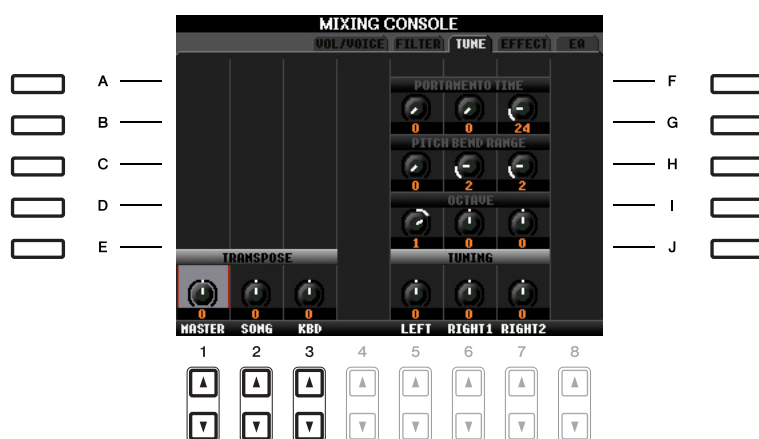 MIXING CONSOLE
VOL/VOICE FILTER TUNE EFFECT EQ
A F
PORTAMENTO TIME
B G
0 0 24
PITCH BEND RANGE
C H
0 2 2
D OCTAVE I
1 0 0
E J
TRANSPOSE TUNING
0 0 0 0 0 0
MASTER SONG KBD LEFT RIGHT1 RIGHT2
1 2 3 4 5 6 7 8